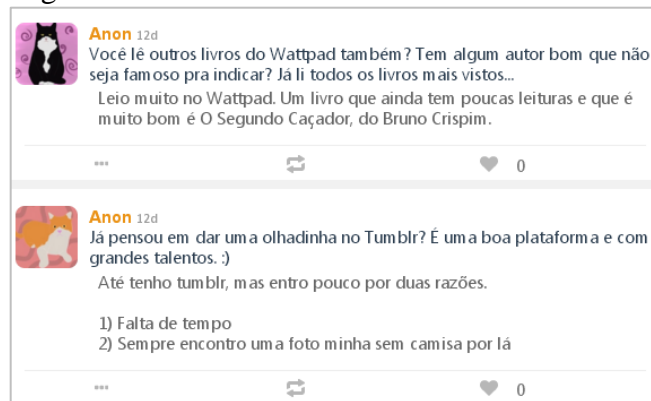 Anon 12d
Você lê outros livros do Wattpad também? Tem algum autor bom que não
seja famoso pra indicar? Já li todos os livros mais vistos...
Leio muito no Wattpad. Um livro que ainda tem poucas leituras e que é
muito bom é O Segundo Caçador, do Bruno Crispim.
0
Anon 12d
Já pensou em dar uma olhadinha no Tumblr? É uma boa plataforma e com
grandes talentos. :)
Até tenho tumblr, mas entro pouco por duas razões.
1) Falta de tempo
2) Sempre encontro uma foto minha sem camisa por lá
0